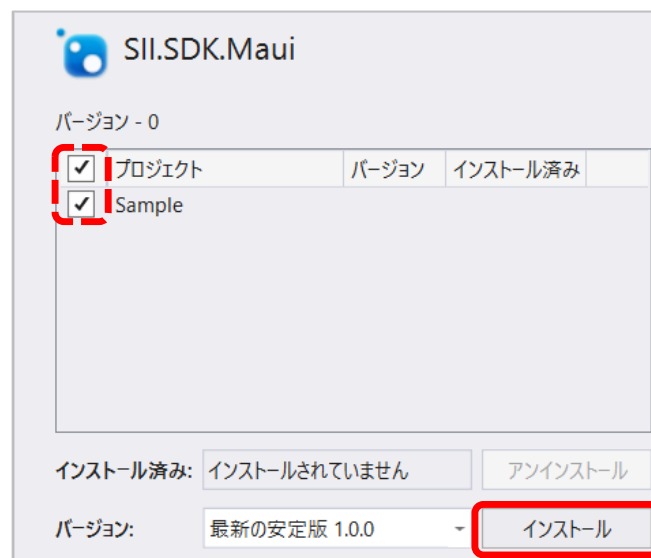 SII.SDK.Maui
バージョン - 0
プロジェクト バージョン インストール済み
Sample
インストール済み: インストールされていません アンインストール
バージョン: 最新の安定版 1.0.0 インストール